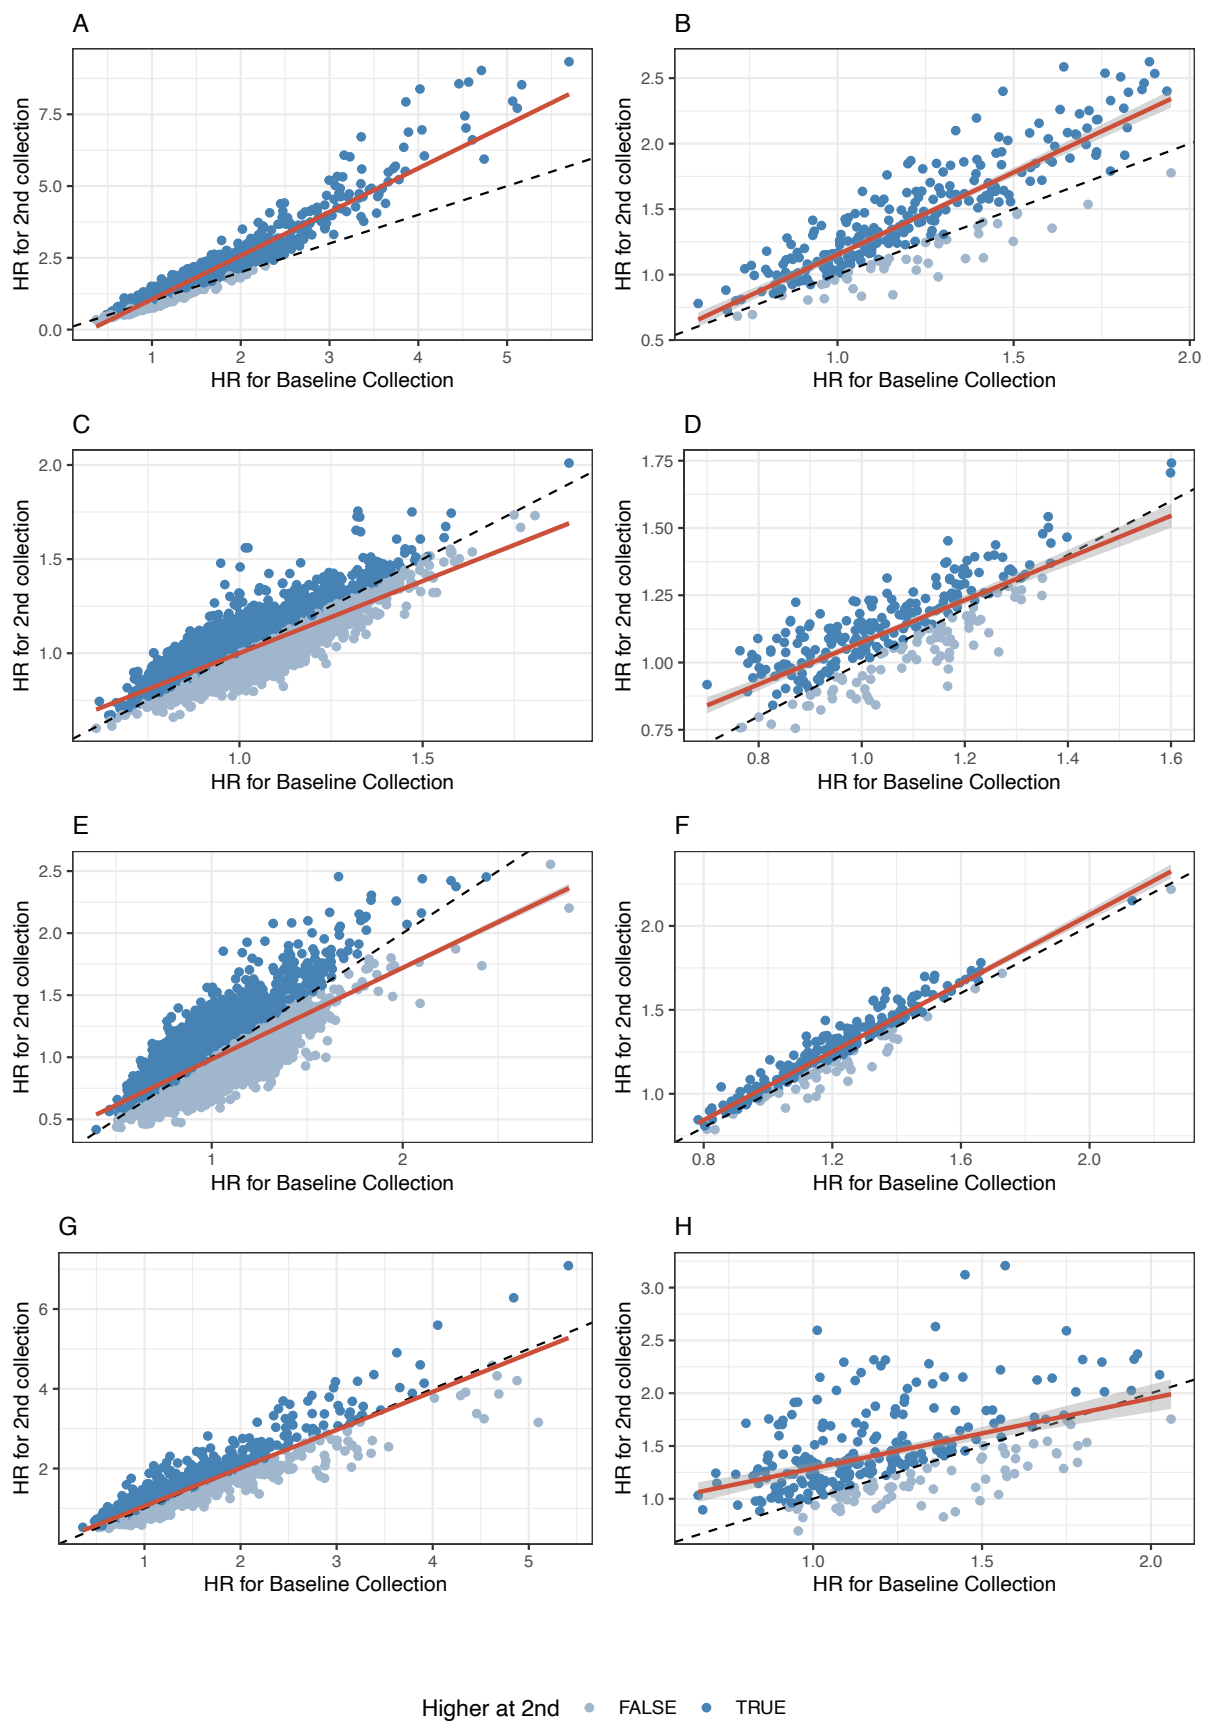 A
HR for 2nd collection
7.5
5.0
2.5
0.0
1 2 3 4 5
HR for Baseline Collection
B
HR for 2nd collection
2.5
2.0
1.5
1.0
0.5
1.0 1.5 2.0
HR for Baseline Collection
C
HR for 2nd collection
2.0
1.5
1.0
1.0 1.5
HR for Baseline Collection
D
HR for 2nd collection
1.75
1.50
1.25
1.00
0.75
0.8 1.0 1.2 1.4 1.6
HR for Baseline Collection
E
HR for 2nd collection
2.5
2.0
1.5
1.0
0.5
1 2
HR for Baseline Collection
F
HR for 2nd collection
2.0
1.5
1.0
0.8 1.2 1.6 2.0
HR for Baseline Collection
G
HR for 2nd collection
6
4
2
1 2 3 4 5
HR for Baseline Collection
H
HR for 2nd collection
3.0
2.5
2.0
1.5
1.0
1.0 1.5 2.0
HR for Baseline Collection
Higher at 2nd FALSE TRUE